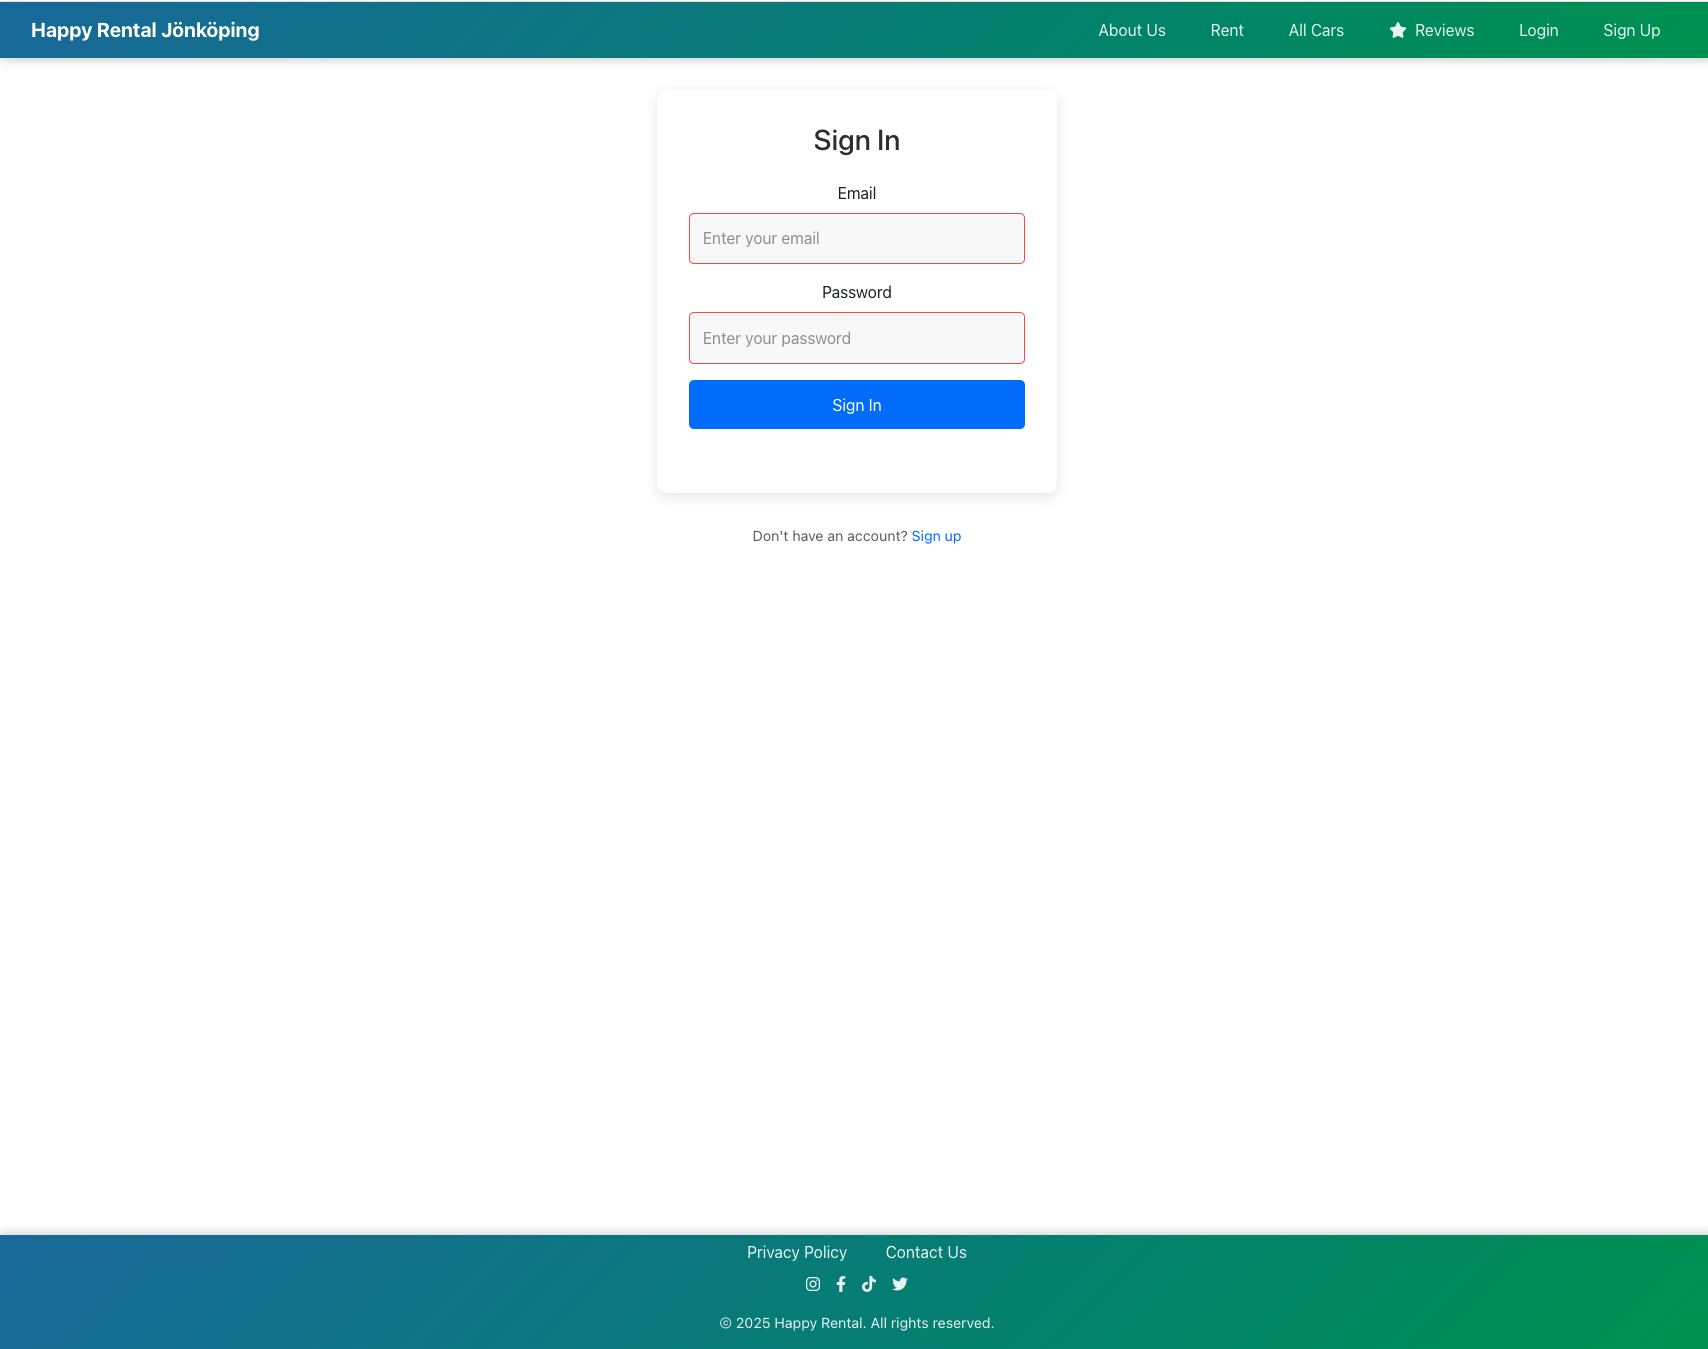 Happy Rental Jönköping
About Us Rent All Cars Reviews Login Sign Up
Sign In
Email
Enter your email
Password
Enter your password
Sign In
Don't have an account? Sign up
Privacy Policy Contact Us
© 2025 Happy Rental. All rights reserved.